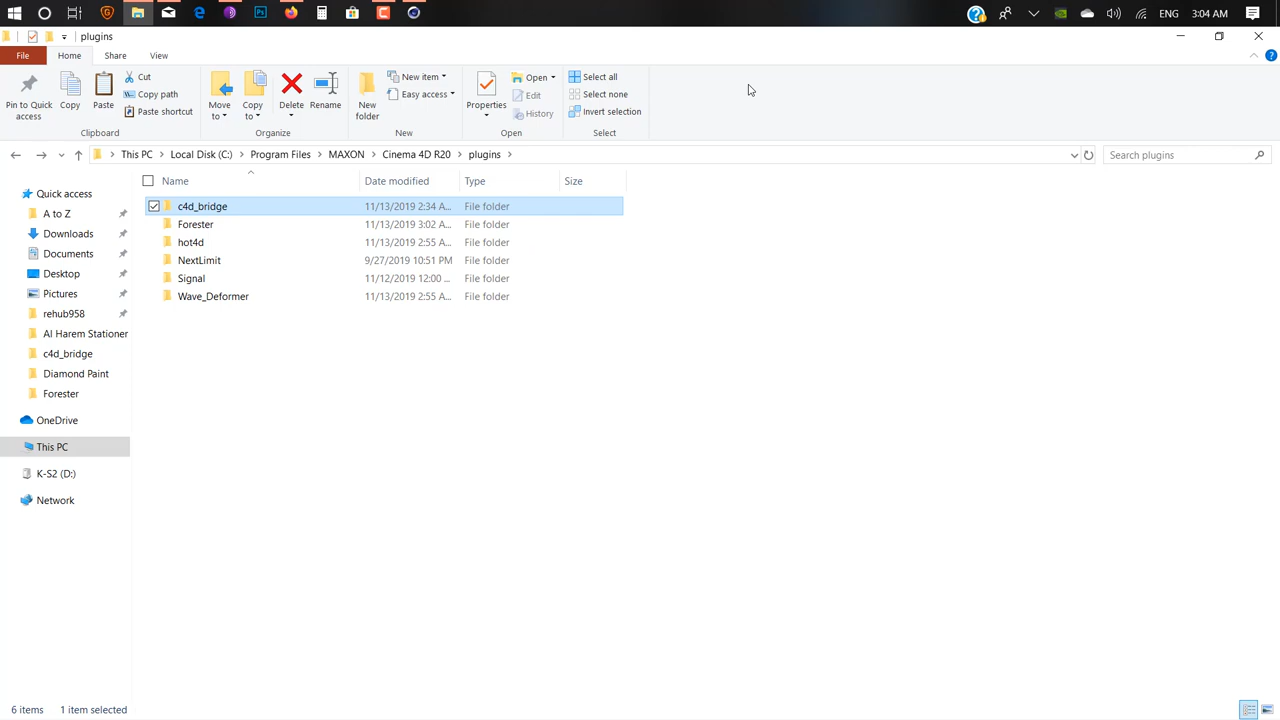 ENG 3:04 AM
plugins
File Home Share View
Pin to Quick access
Copy
Paste
Cut
Copy path
Paste shortcut
Clipboard
Move to
Copy to
Delete
Rename
Organize
New folder
New item
Easy access
New
Properties
Open
Edit
History
Open
Select all
Select none
Invert selection
Select
This PC Local Disk (C:) Program Files MAXON Cinema 4D R20 plugins
Search plugins
Name Date modified Type Size
c4d_bridge 11/13/2019 2:34 A... File folder
Forester 11/13/2019 3:02 A... File folder
hot4d 11/13/2019 2:55 A... File folder
NextLimit 9/27/2019 10:51 PM File folder
Signal 11/12/2019 12:00 ... File folder
Wave_Deformer 11/13/2019 2:55 A... File folder
Quick access
A to Z
Downloads
Documents
Desktop
Pictures
rehub958
Al Harem Stationer
c4d_bridge
Diamond Paint
Forester
OneDrive
This PC
K-S2 (D:)
Network
6 items 1 item selected